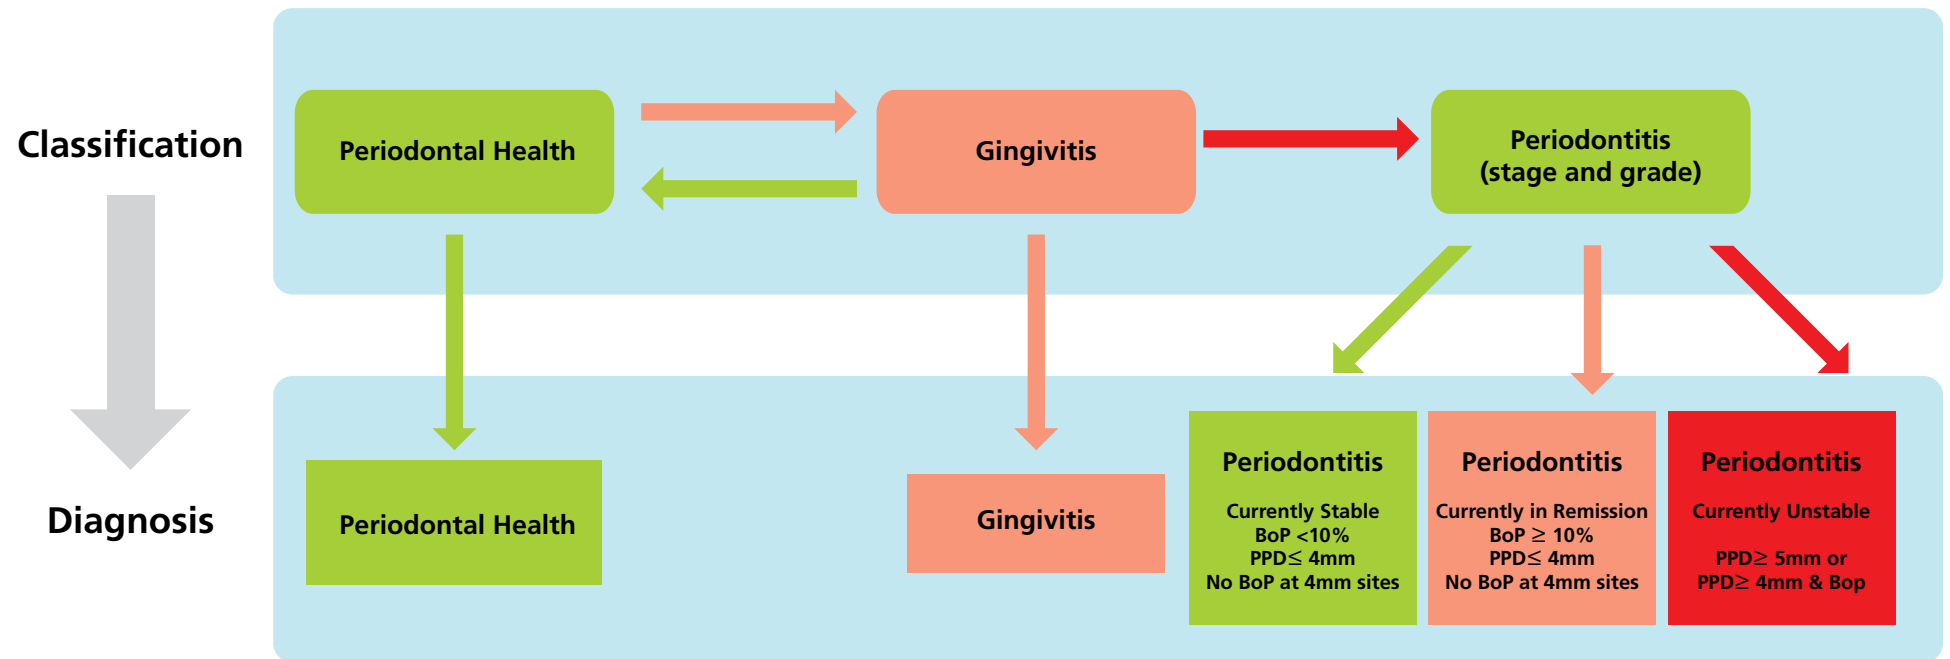 Classification
Periodontal Health
Gingivitis
Periodontitis
(stage and grade)
Diagnosis
Periodontal Health
Gingivitis
Periodontitis
Currently Stable
BoP <10%
PPD≤ 4mm
No BoP at 4mm sites
Periodontitis
Currently in Remission
BoP ≥ 10%
PPD≤ 4mm
No BoP at 4mm sites
Periodontitis
Currently Unstable
PPD≥ 5mm or
PPD≥ 4mm & Bop